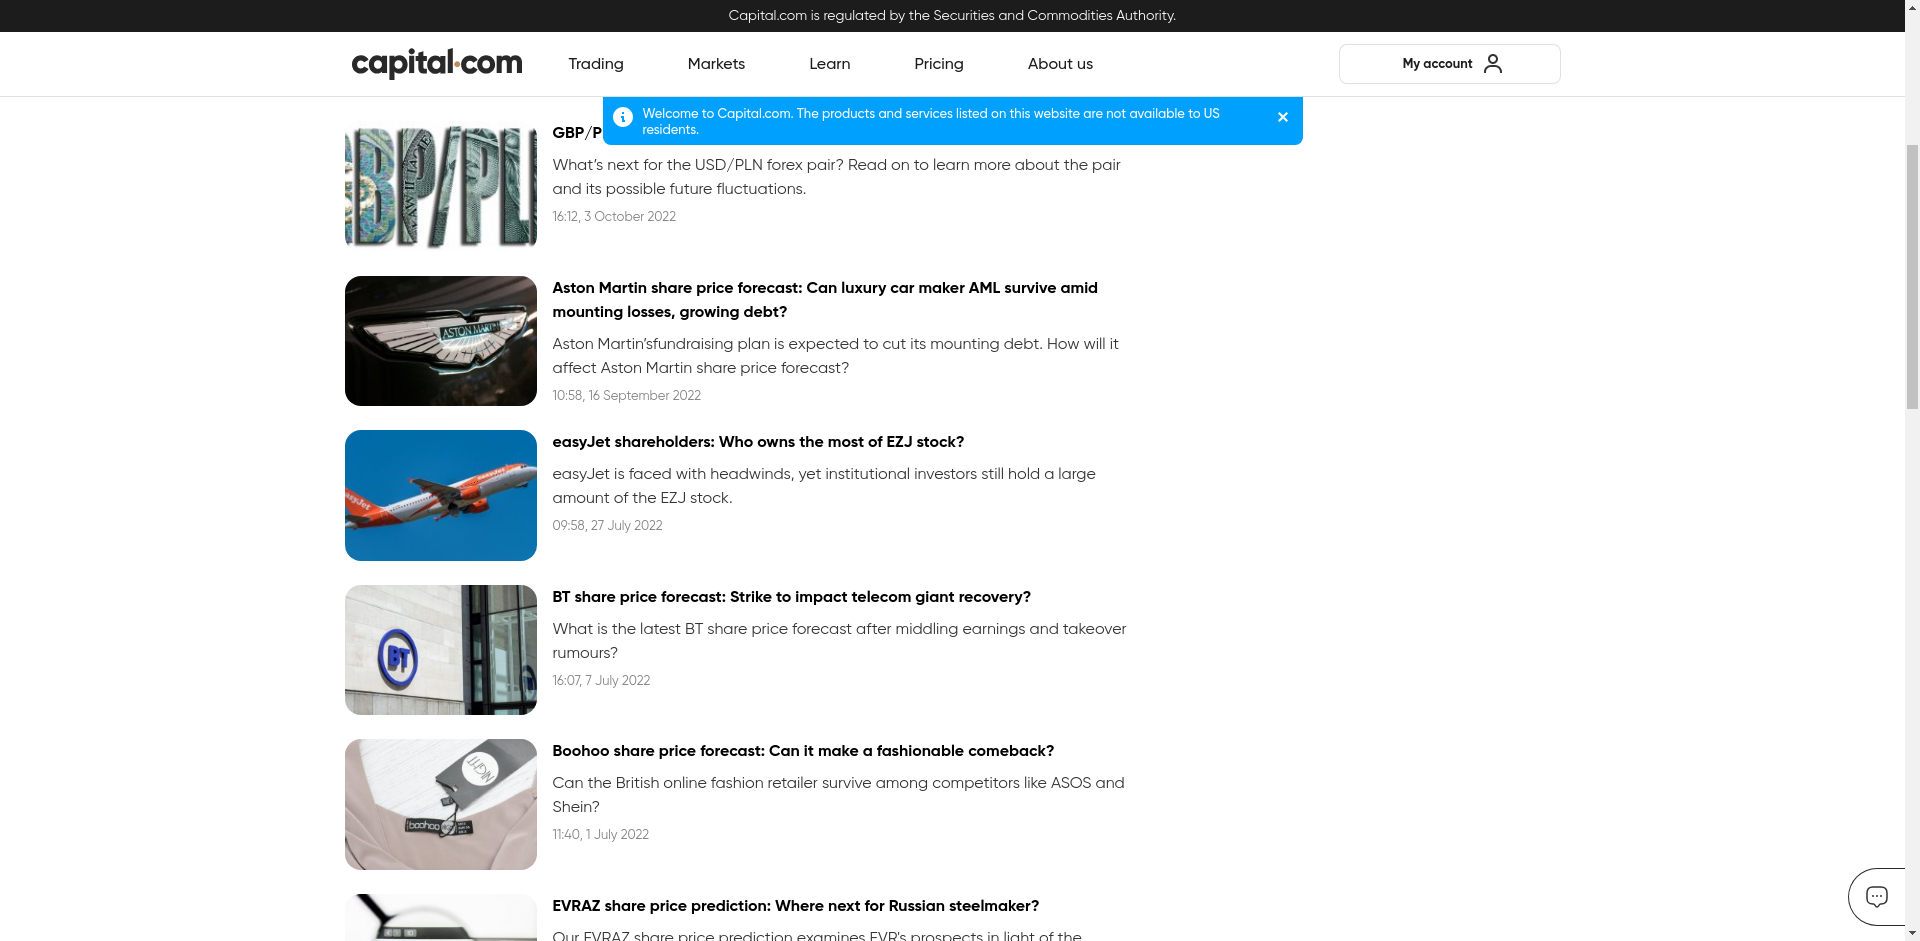 Capital.com is regulated by the Securities and Commodities Authority.
capital.com
Trading
Markets
Learn
Pricing
About us
My account
Welcome to Capital.com. The products and services listed on this website are not available to US
residents.
GBP/P
What’s next for the USD/PLN forex pair? Read on to learn more about the pair
and its possible future fluctuations.
16:12, 3 October 2022
ASTON MARTIN
Aston Martin share price forecast: Can luxury car maker AML survive amid
mounting losses, growing debt?
Aston Martin’sfundraising plan is expected to cut its mounting debt. How will it
affect Aston Martin share price forecast?
10:58, 16 September 2022
easyJet shareholders: Who owns the most of EZJ stock?
easyJet is faced with headwinds, yet institutional investors still hold a large
amount of the EZJ stock.
09:58, 27 July 2022
BT
BT share price forecast: Strike to impact telecom giant recovery?
What is the latest BT share price forecast after middling earnings and takeover
rumours?
16:07, 7 July 2022
NIGHT
boohoo
Boohoo share price forecast: Can it make a fashionable comeback?
Can the British online fashion retailer survive among competitors like ASOS and
Shein?
11:40, 1 July 2022
EVRAZ share price prediction: Where next for Russian steelmaker?
Our EVRAZ share price prediction examines EVR's prospects in light of the